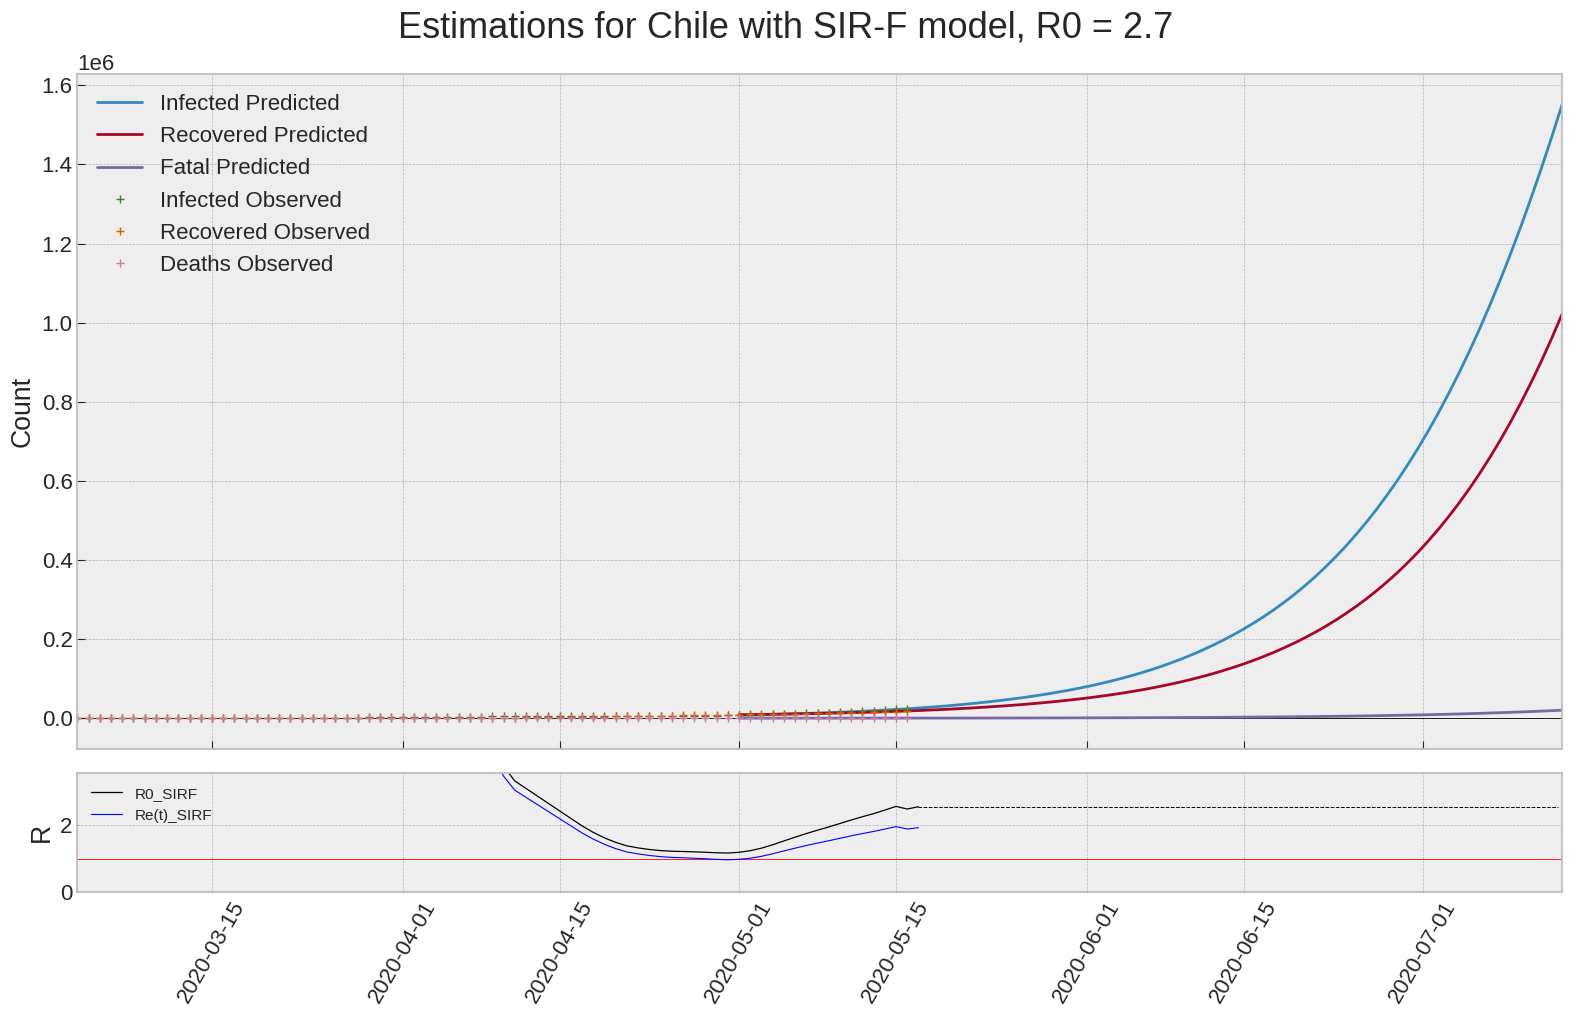 Estimations for Chile with SIR-F model, R0 = 2.7
1e6
1.6
1.4
1.2
1.0
0.8
0.6
0.4
0.2
0.0
Count
Infected Predicted
Recovered Predicted
Fatal Predicted
Infected Observed
Recovered Observed
Deaths Observed
R0_SIRF
Re(t)_SIRF
R
2
0
2020-03-15
2020-04-01
2020-04-15
2020-05-01
2020-05-15
2020-06-01
2020-06-15
2020-07-01